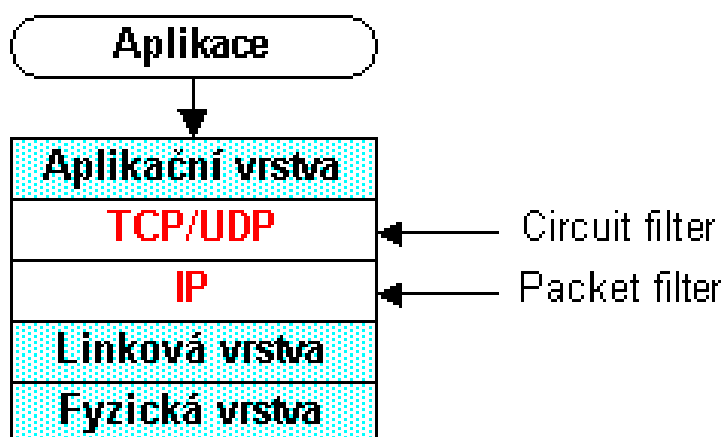 Aplikace
Aplikační vrstva
TCP/UDP
Circuit filter
IP
Packet filter
Linková vrstva
Fyzická vrstva